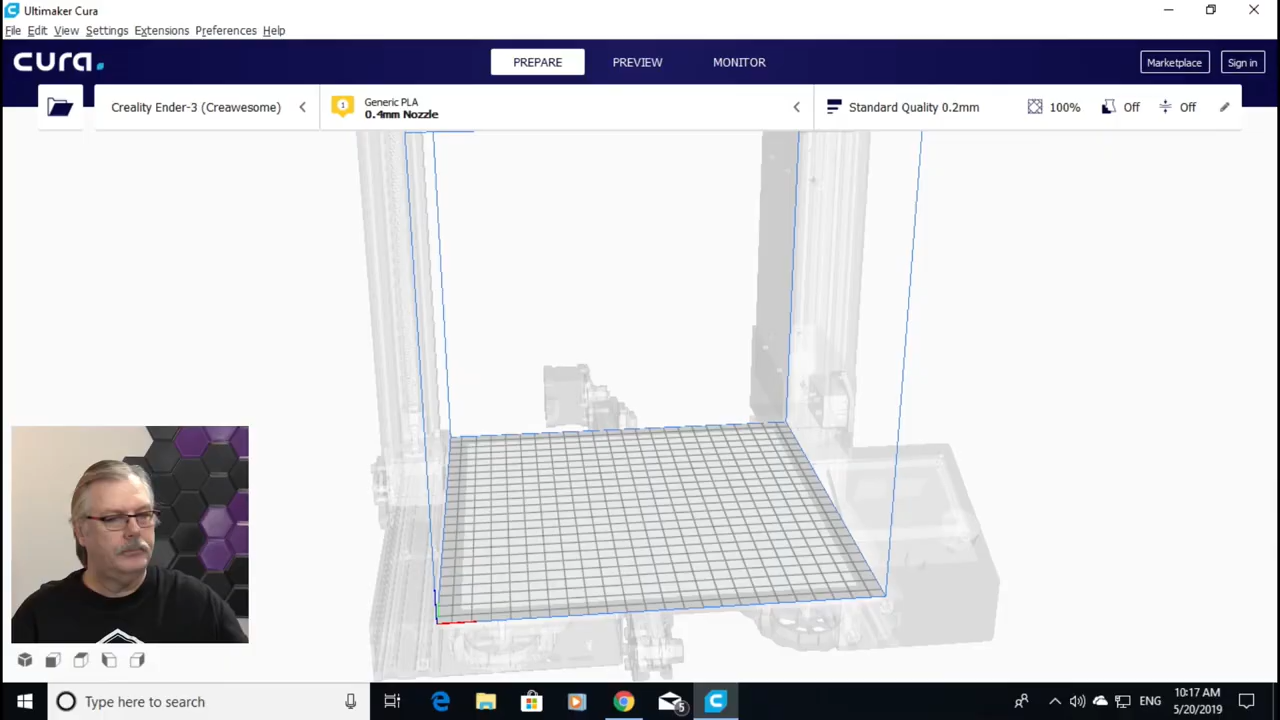 Ultimaker Cura
File Edit View Settings Extensions Preferences Help
cura.
PREPARE PREVIEW MONITOR
Marketplace Sign in
Creality Ender-3 (Creawesome)
1
Generic PLA
0.4mm Nozzle
Standard Quality 0.2mm
100% Off Off
Type here to search
5
ENG
10:17 AM
5/20/2019